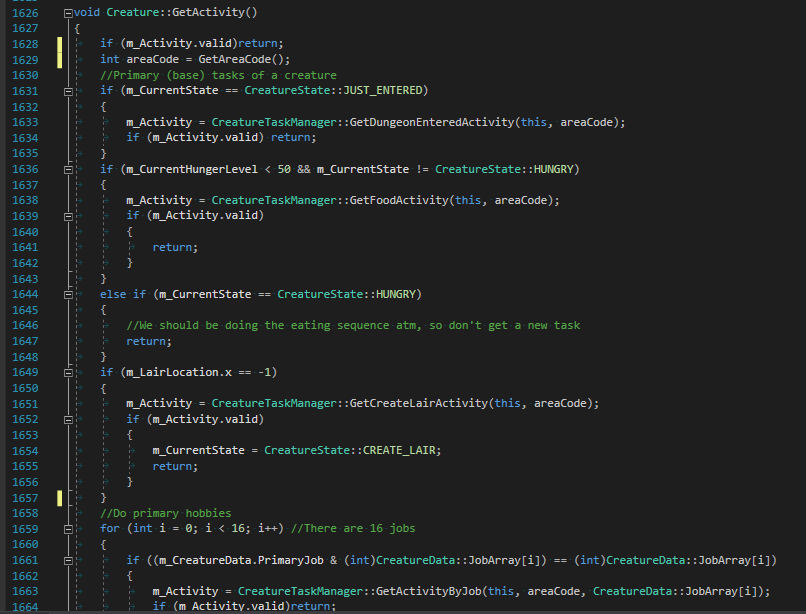 1626 void Creature::GetActivity()
1627 {
1628 if (m_Activity.valid)return;
1629 int areaCode = GetAreaCode();
1630 //Primary (base) tasks of a creature
1631 if (m_CurrentState == CreatureState::JUST_ENTERED)
1632 {
1633 m_Activity = CreatureTaskManager::GetDungeonEnteredActivity(this, areaCode);
1634 if (m_Activity.valid) return;
1635 }
1636 if (m_CurrentHungerLevel < 50 && m_CurrentState != CreatureState::HUNGRY)
1637 {
1638 m_Activity = CreatureTaskManager::GetFoodActivity(this, areaCode);
1639 if (m_Activity.valid)
1640 {
1641 return;
1642 }
1643 }
1644 else if (m_CurrentState == CreatureState::HUNGRY)
1645 {
1646 //We should be doing the eating sequence atm, so don't get a new task
1647 return;
1648 }
1649 if (m_LairLocation.x == -1)
1650 {
1651 m_Activity = CreatureTaskManager::GetCreateLairActivity(this, areaCode);
1652 if (m_Activity.valid)
1653 {
1654 m_CurrentState = CreatureState::CREATE_LAIR;
1655 return;
1656 }
1657 }
1658 //Do primary hobbies
1659 for (int i = 0; i < 16; i++) //There are 16 jobs
1660 {
1661 if ((m_CreatureData.PrimaryJob & (int)CreatureData::JobArray[i]) == (int)CreatureData::JobArray[i])
1662 {
1663 m_Activity = CreatureTaskManager::GetActivityByJob(this, areaCode, CreatureData::JobArray[i]);
1664 if (m_Activity.valid)return;